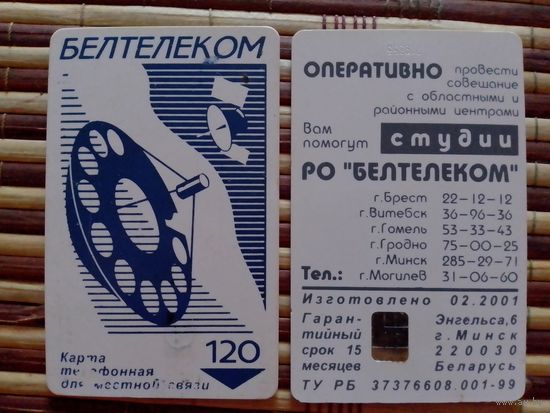 БЕЛТЕЛЕКОМ
Карта
телефонная
для местной связи
120
ОПЕРАТИВНО провести
совещание
с областными и
районными центрами
Вам
помогут студии
РО "БЕЛТЕЛЕКОМ"
г.Брест 22-12-12
г.Витебск 36-96-36
г.Гомель 53-33-43
г.Гродно 75-00-25
г.Минск 285-29-71
Тел.: г.Могилев 31-06-60
Изготовлено 02.2001
Гаран- Энгельса,6
тийный г.Минск
срок 15 220030
месяцев Беларусь
ТУ РБ 37376608.001-99